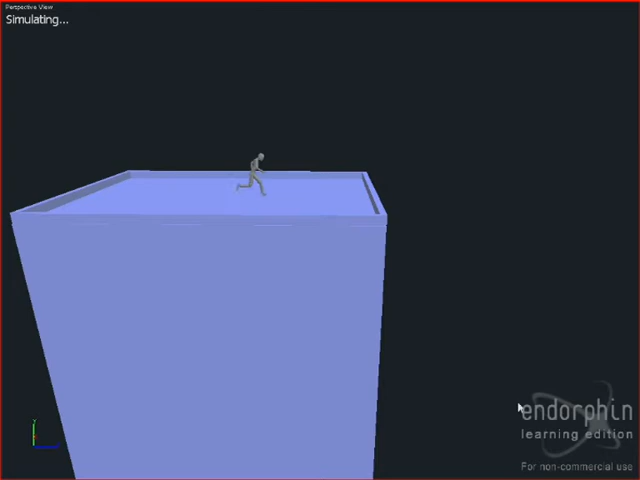 Perspective View
Simulating...
Y
endorphin
learning edition
For non-commercial use